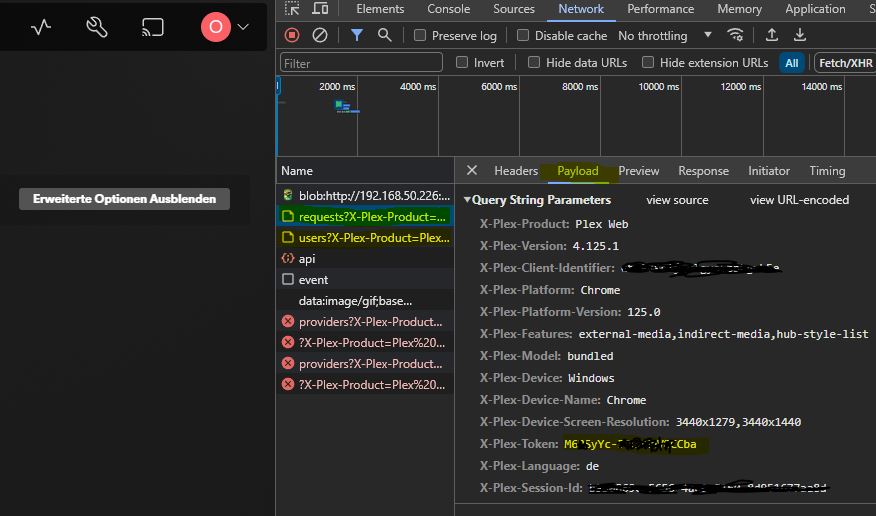 O
Elements Console Sources Network Performance Memory Application
Preserve log Disable cache No throttling
Filter Invert Hide data URLs Hide extension URLs All Fetch/XHR
2000 ms 4000 ms 6000 ms 8000 ms 10000 ms 12000 ms 14000 ms
Name
Headers Payload Preview Response Initiator Timing
Erweiterte Optionen Ausblenden
blob:http://192.168.50.226:...
requests?X-Plex-Product=...
users?X-Plex-Product=Plex...
api
event
data:image/gif;base...
providers?X-Plex-Product...
?X-Plex-Product=Plex%20...
providers?X-Plex-Product...
?X-Plex-Product=Plex%20...
Query String Parameters view source view URL-encoded
X-Plex-Product: Plex Web
X-Plex-Version: 4.125.1
X-Plex-Client-Identifier:
X-Plex-Platform: Chrome
X-Plex-Platform-Version: 125.0
X-Plex-Features: external-media,indirect-media,hub-style-list
X-Plex-Model: bundled
X-Plex-Device: Windows
X-Plex-Device-Name: Chrome
X-Plex-Device-Screen-Resolution: 3440x1279,3440x1440
X-Plex-Token:
X-Plex-Language: de
X-Plex-Session-Id: